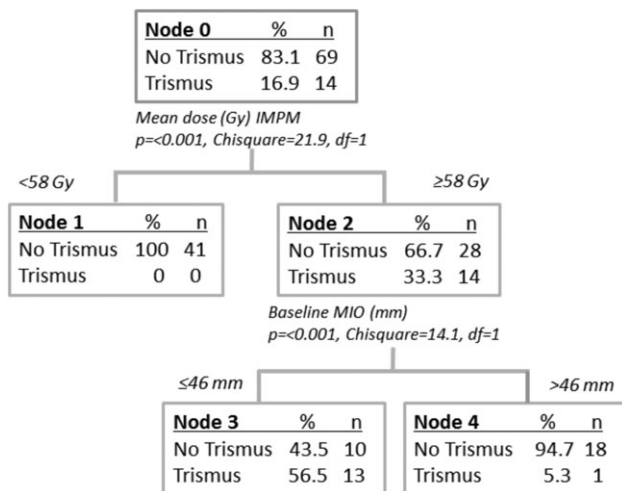 Node 0 % n
No Trismus 83.1 69
Trismus 16.9 14
Mean dose (Gy) IMPM
p=<0.001, Chisquare=21.9, df=1
<58 Gy ≥58 Gy
Node 1 % n
No Trismus 100 41
Trismus 0 0
Node 2 % n
No Trismus 66.7 28
Trismus 33.3 14
Baseline MIO (mm)
p=<0.001, Chisquare=14.1, df=1
≤46 mm >46 mm
Node 3 % n
No Trismus 43.5 10
Trismus 56.5 13
Node 4 % n
No Trismus 94.7 18
Trismus 5.3 1